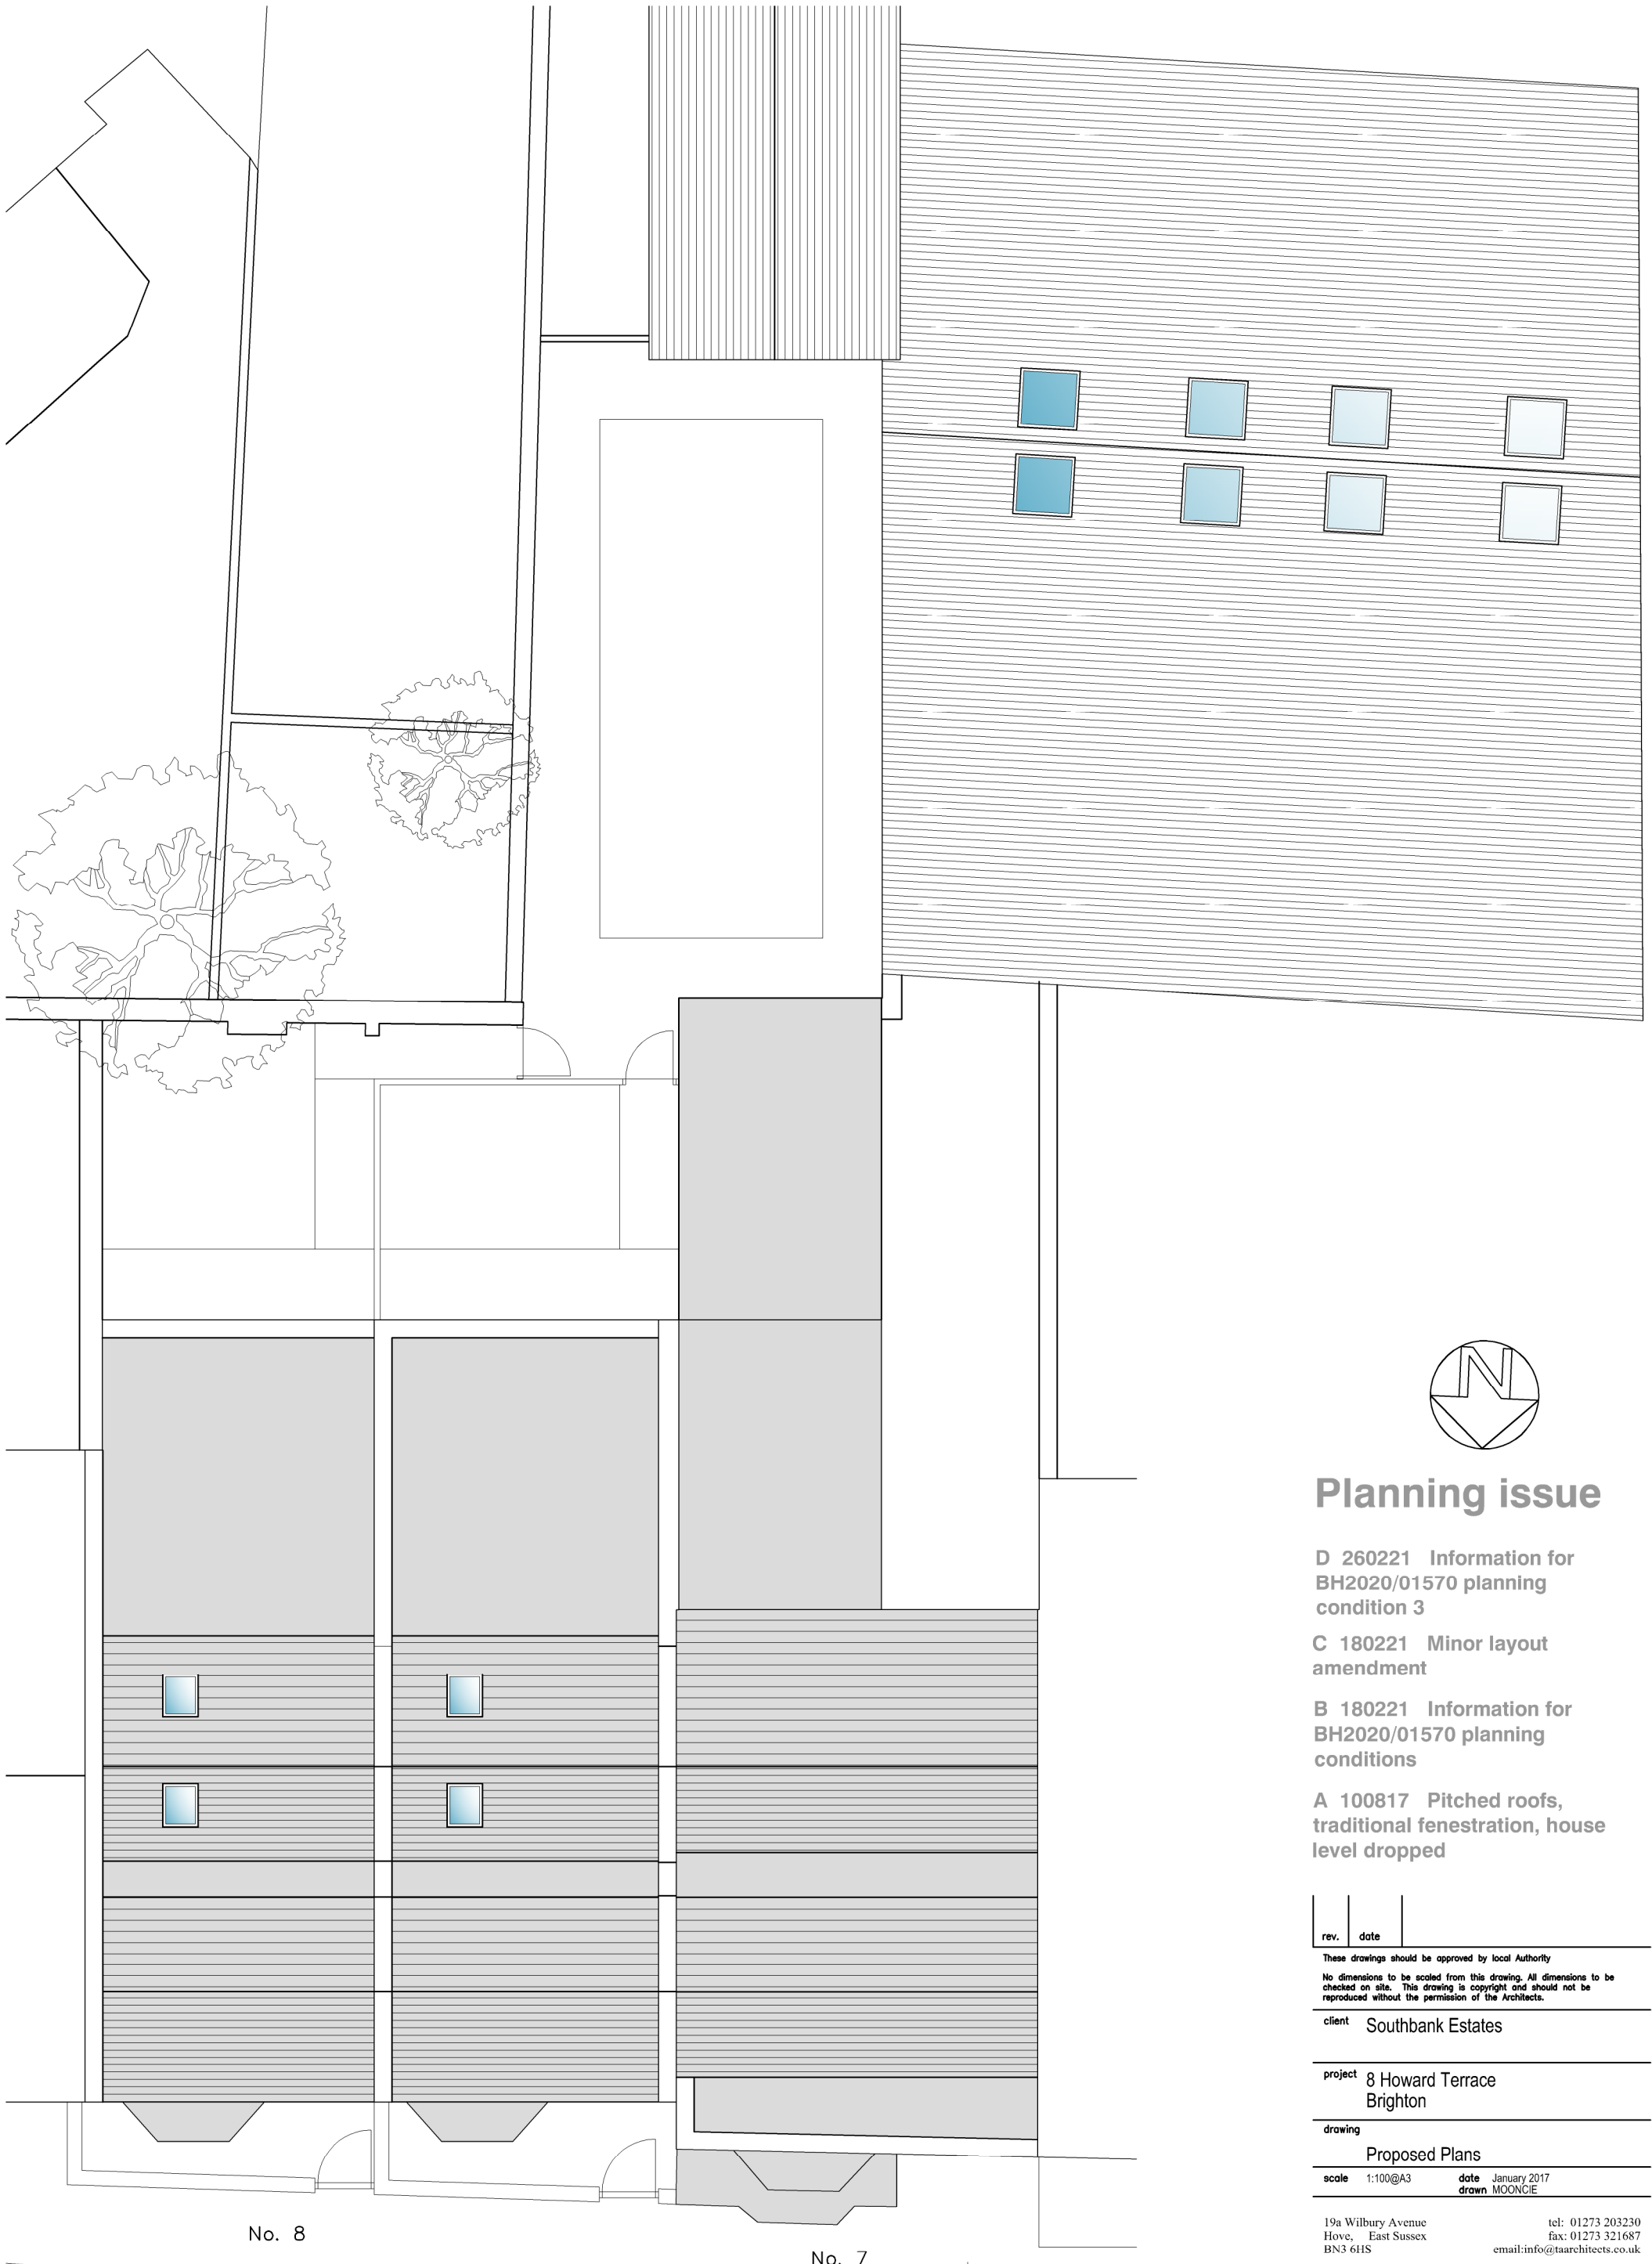 N
Planning issue
D 260221 Information for
BH2020/01570 planning
condition 3
C 180221 Minor layout
amendment
B 180221 Information for
BH2020/01570 planning
conditions
A 100817 Pitched roofs,
traditional fenestration, house
level dropped
rev. date
These drawings should be approved by local Authority
No dimensions to be scaled from this drawing. All dimensions to be
checked on site. This drawing is copyright and should not be
reproduced without the permission of the Architects.
client Southbank Estates
project 8 Howard Terrace
Brighton
drawing
Proposed Plans
scale 1:100@A3 date January 2017
drawn MOONCIE
19a Wilbury Avenue tel: 01273 203230
Hove, East Sussex fax: 01273 321687
BN3 6HS email:info@taarchitects.co.uk
No. 8
No. 7